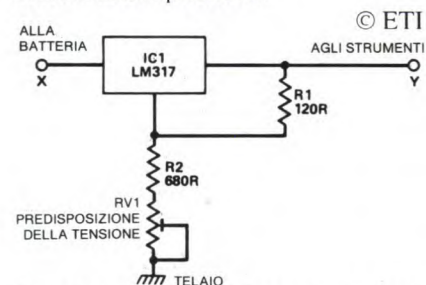 © ETI
ALLA
BATTERIA
X
IC1
LM317
AGLI STRUMENTI
Y
R1
120R
R2
680R
RV1
PREDISPOSIZIONE
DELLA TENSIONE
TELAIO